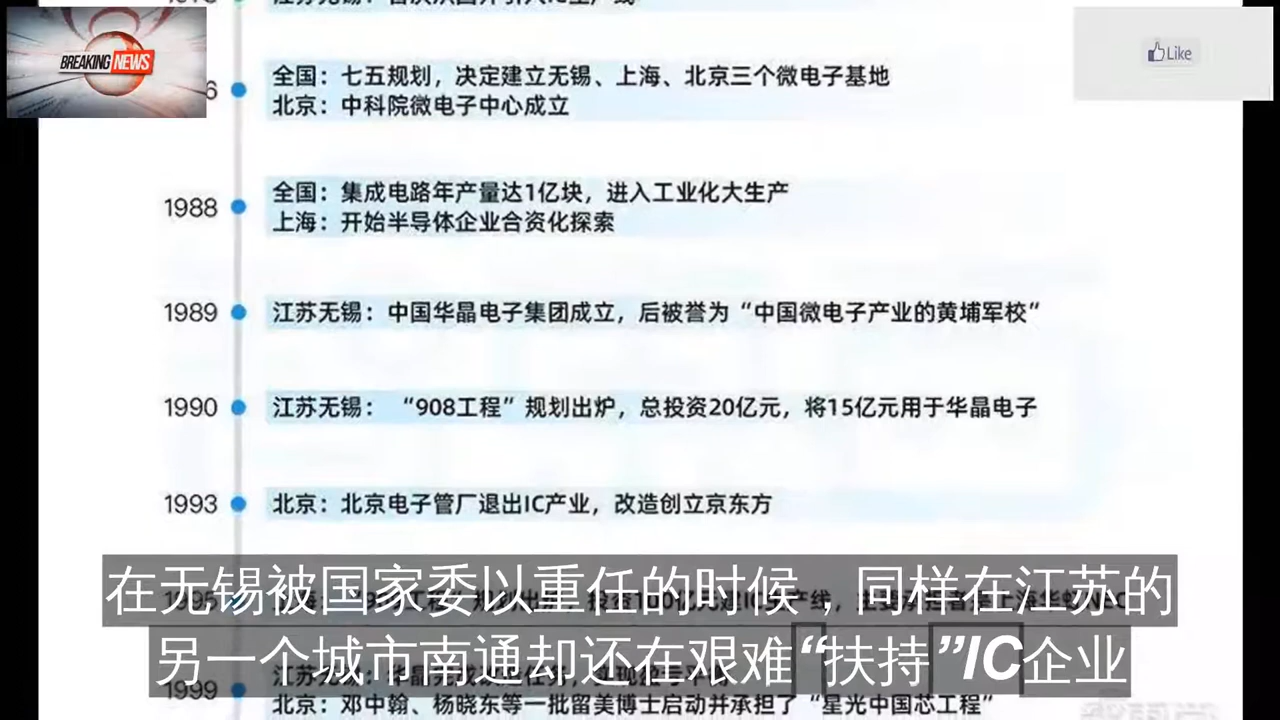 BREAKING NEWS
Like
全国：七五规划，决定建立无锡、上海、北京三个微电子基地
北京：中科院微电子中心成立
1988
全国：集成电路年产量达1亿块，进入工业化大生产
上海：开始半导体企业合资化探索
1989
江苏无锡：中国华晶电子集团成立，后被誉为“中国微电子产业的黄埔军校”
1990
江苏无锡： “908工程”规划出炉，总投资20亿元，将15亿元用于华晶电子
1993
北京：北京电子管厂退出IC产业，改造创立京东方
在无锡被国家委以重任的时候，同样在江苏的
另一个城市南通却还在艰难“扶持”IC企业
1999
北京：邓中翰、杨晓东等一批留美博士启动并承担了“星光中国芯工程”